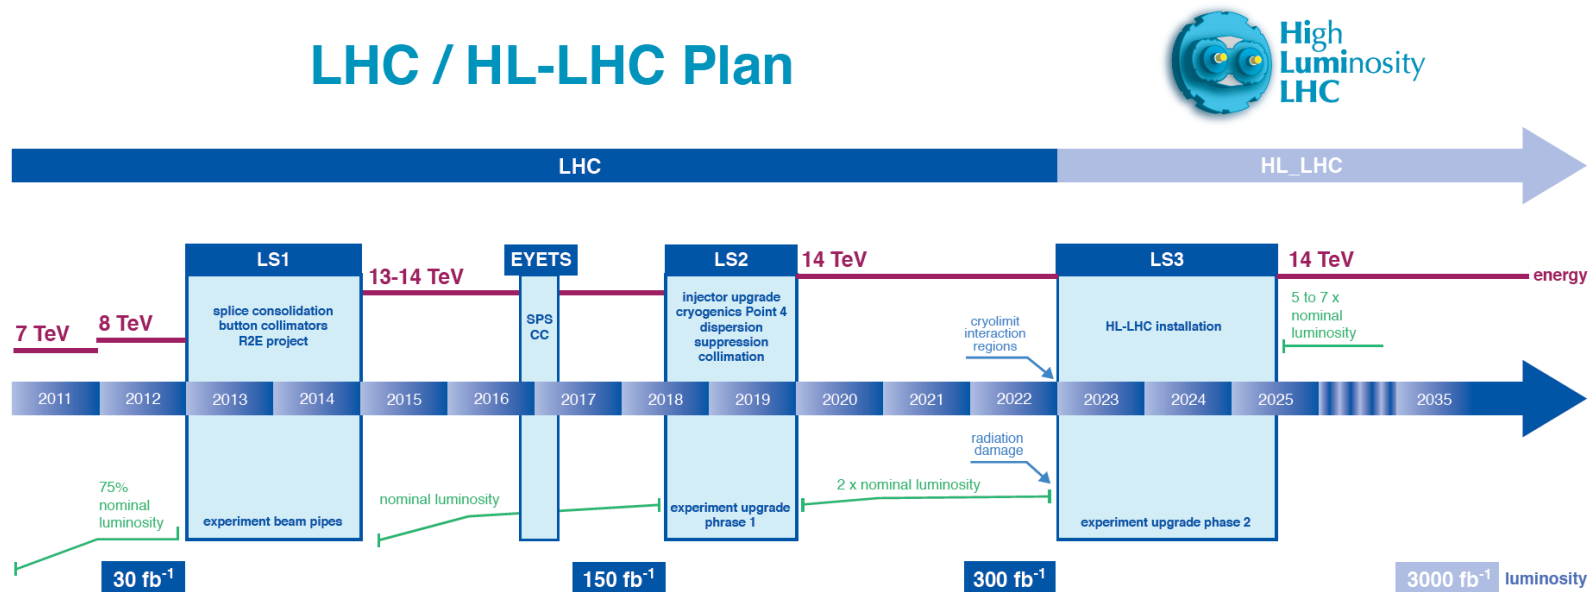 LHC / HL-LHC Plan
High
Luminosity
LHC
LHC
HL_LHC
LS1
EYETS
LS2
14 TeV
LS3
14 TeV
energy
13-14 TeV
7 TeV
8 TeV
splice consolidation
button collimators
R2E project
SPS
CC
injector upgrade
cryogenics Point 4
dispersion
suppression
collimation
cryolimit
interaction
regions
HL-LHC installation
5 to 7 x
nominal
luminosity
2011
2012
2013
2014
2015
2016
2017
2018
2019
2020
2021
2022
2023
2024
2025
2035
radiation
damage
75%
nominal
luminosity
experiment beam pipes
nominal luminosity
experiment upgrade
phrase 1
2 x nominal luminosity
experiment upgrade phase 2
30 fb⁻¹
150 fb⁻¹
300 fb⁻¹
3000 fb⁻¹
luminosity